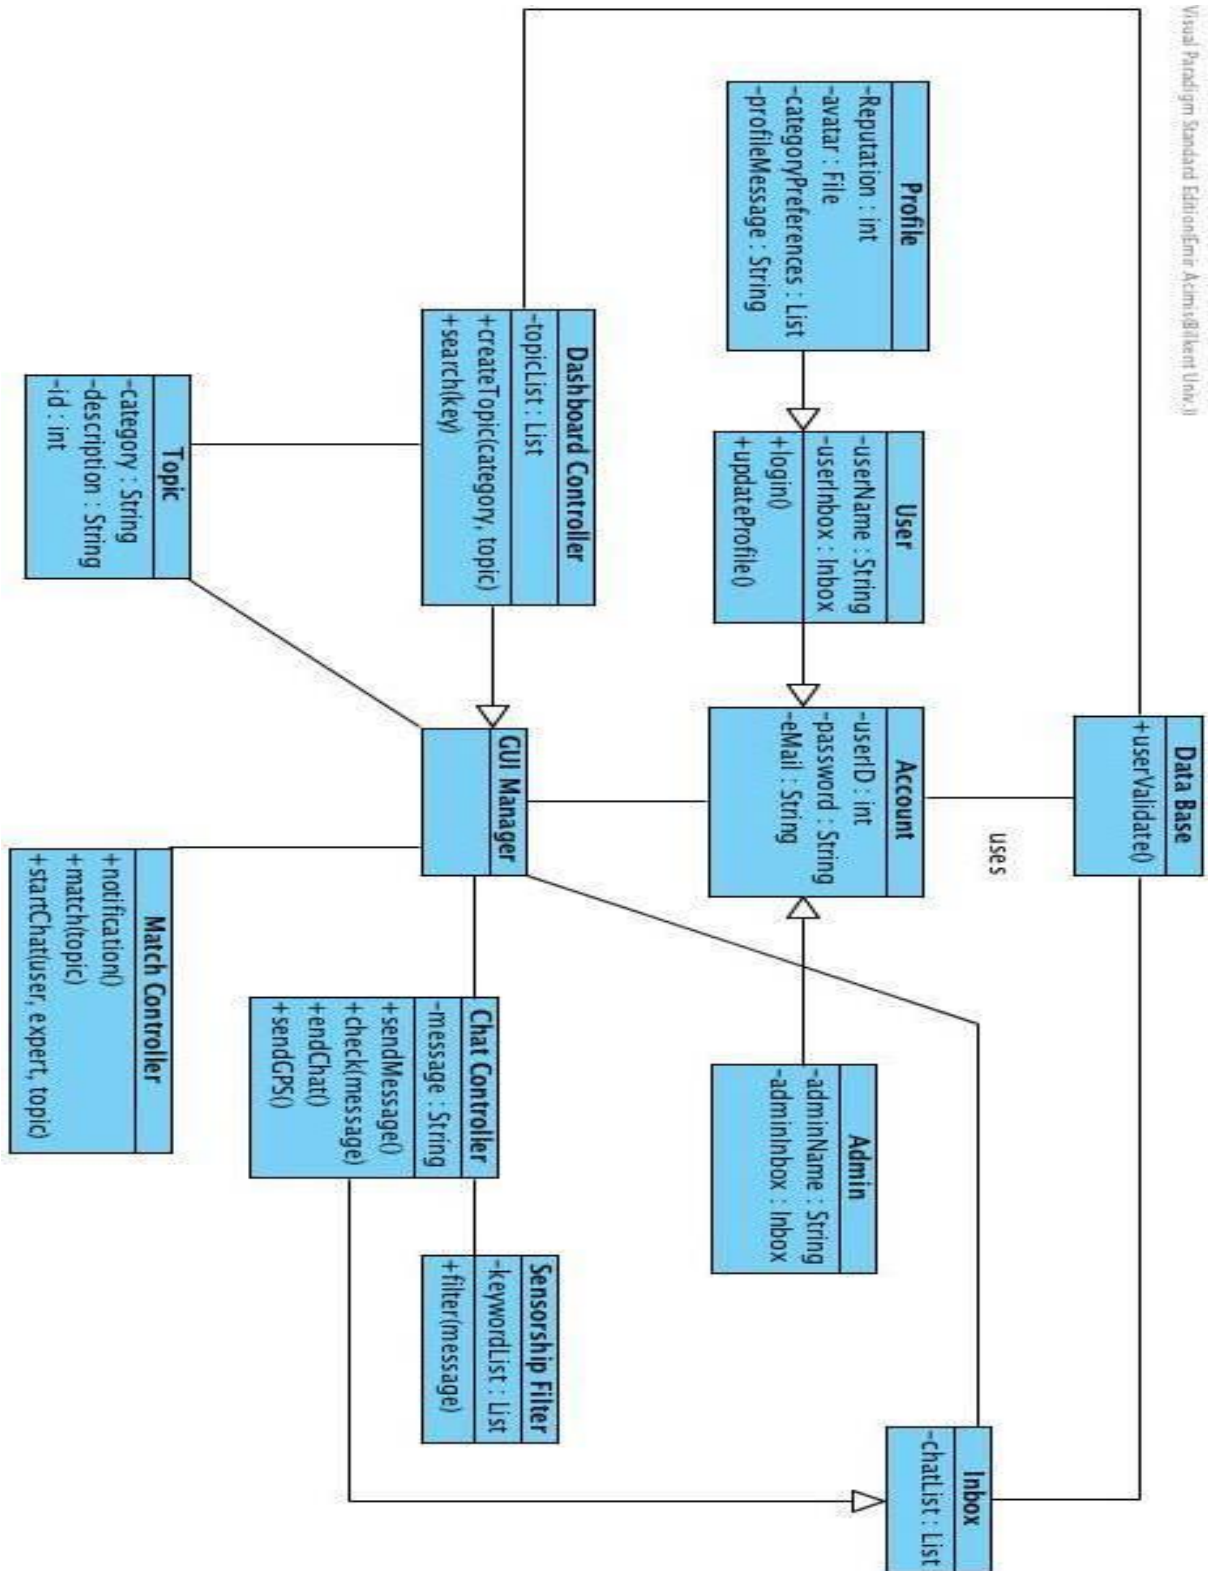 Visual Paradigm Standard Edition(Emir Acimis(Bilkent Univ.))
Data Base
+userValidate()
uses
Profile
-Reputation : int
-avatar : File
-categoryPreferences : List
-profileMessage : String
User
-userName : String
-userInbox : Inbox
+login()
+updateProfile()
Account
-userID : int
-password : String
-eMail : String
Admin
-adminName : String
-adminInbox : Inbox
Inbox
-chatList : List
Dashboard Controller
-topicList : List
+createTopic(category, topic)
+search(key)
GUI Manager
Chat Controller
-message : String
+sendMessage()
+check(message)
+endChat()
+sendGPS()
Sensorship Filter
-keywordList : List
+filter(message)
Topic
-category : String
-description : String
-id : int
Match Controller
+notification()
+match(topic)
+startChat(user, expert, topic)